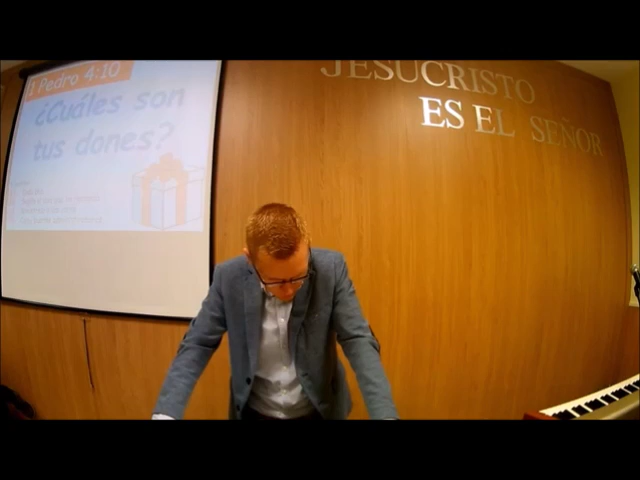 1 Pedro 4:10
¿Cuáles son
tus dones?
JESUCRISTO
ES EL SEÑOR